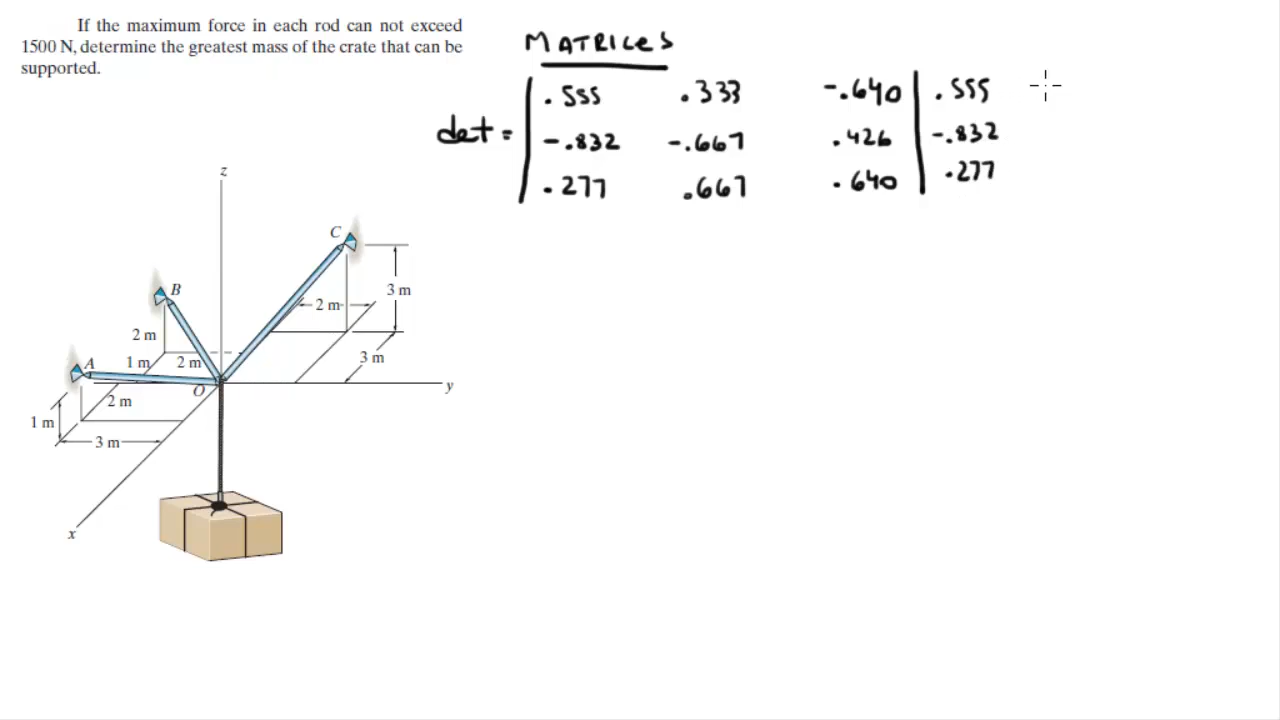 If the maximum force in each rod can not exceed
1500 N, determine the greatest mass of the crate that can be
supported.
MATRICES
det =
.555 .333 -.640 .555
-.832 -.667 .426 -.832
.277 .667 .640 .277
z
C
B
3 m
2 m
2 m
A
1 m
2 m
3 m
O
y
2 m
1 m
3 m
x